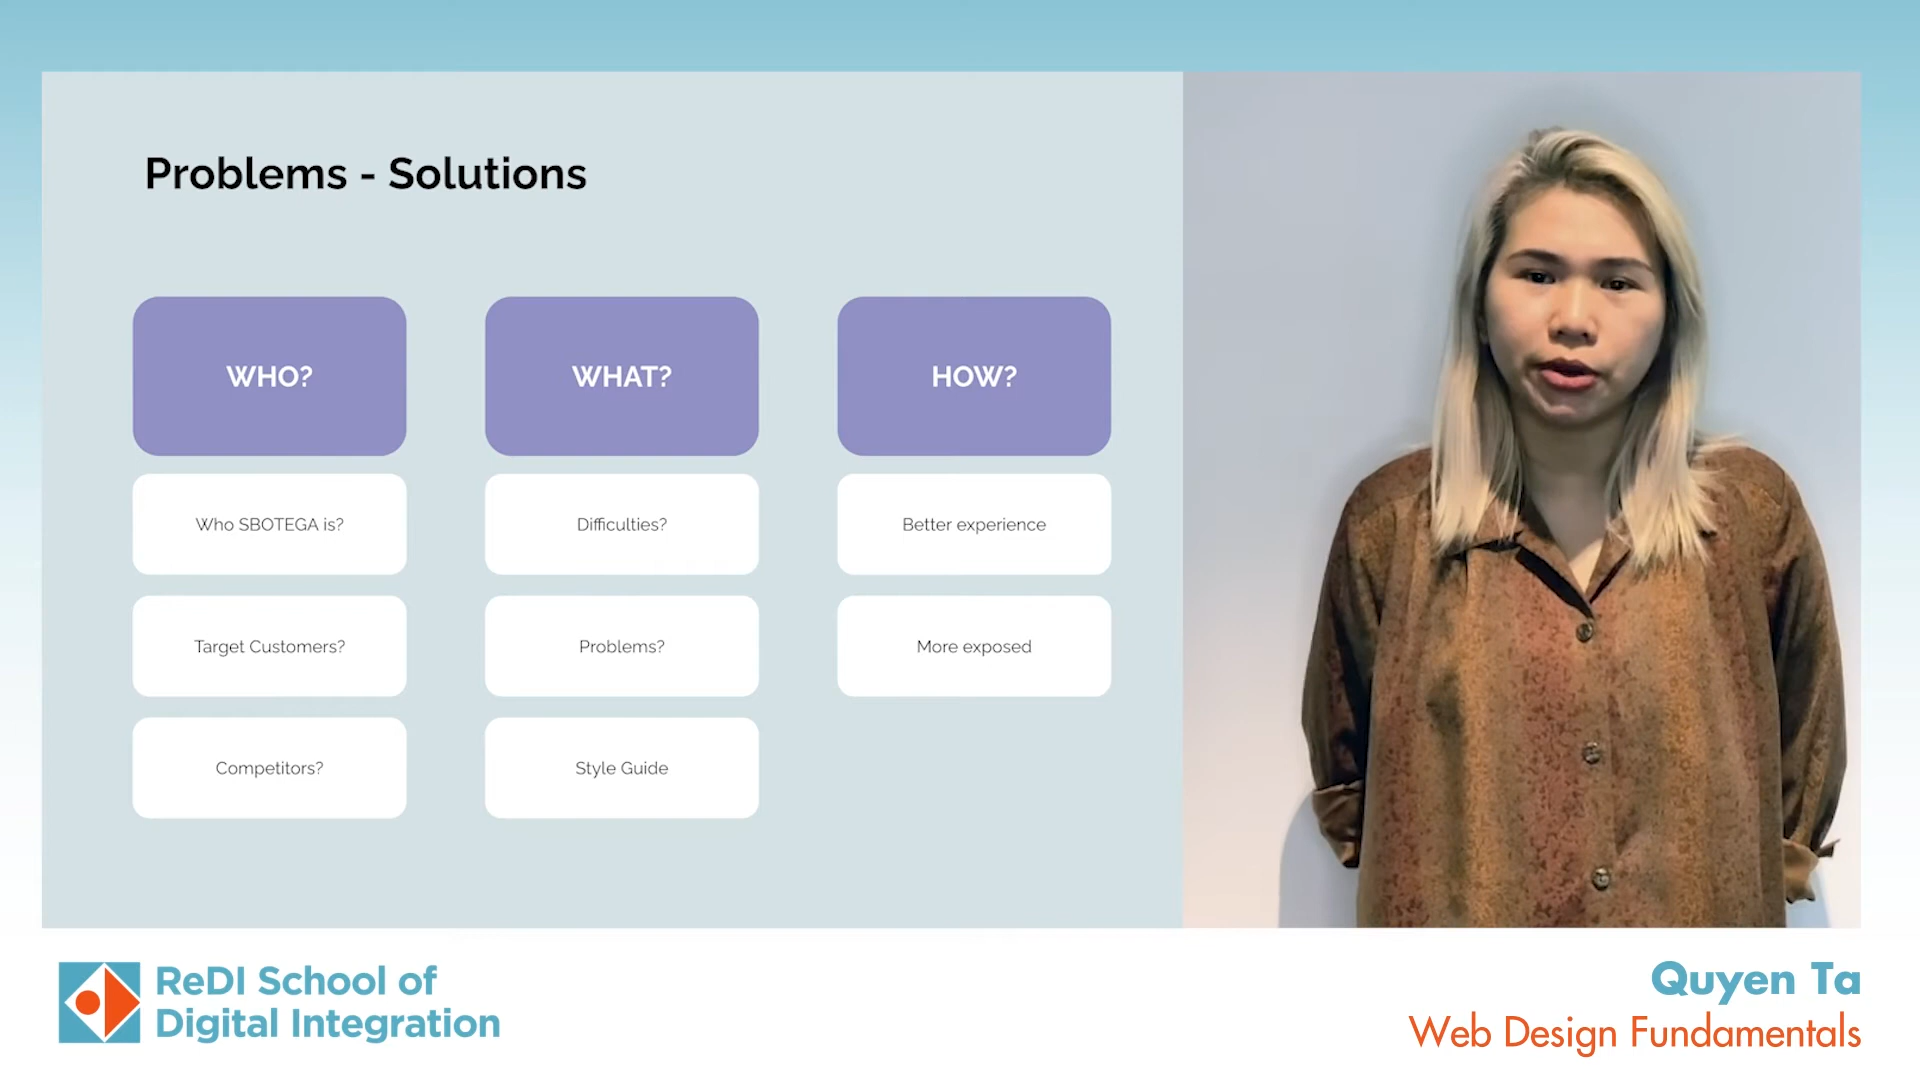 Problems - Solutions
WHO?
Who SBOTEGA is?
Target Customers?
Competitors?
WHAT?
Difficulties?
Problems?
Style Guide
HOW?
Better experience
More exposed
ReDI School of
Digital Integration
Quyen Ta
Web Design Fundamentals